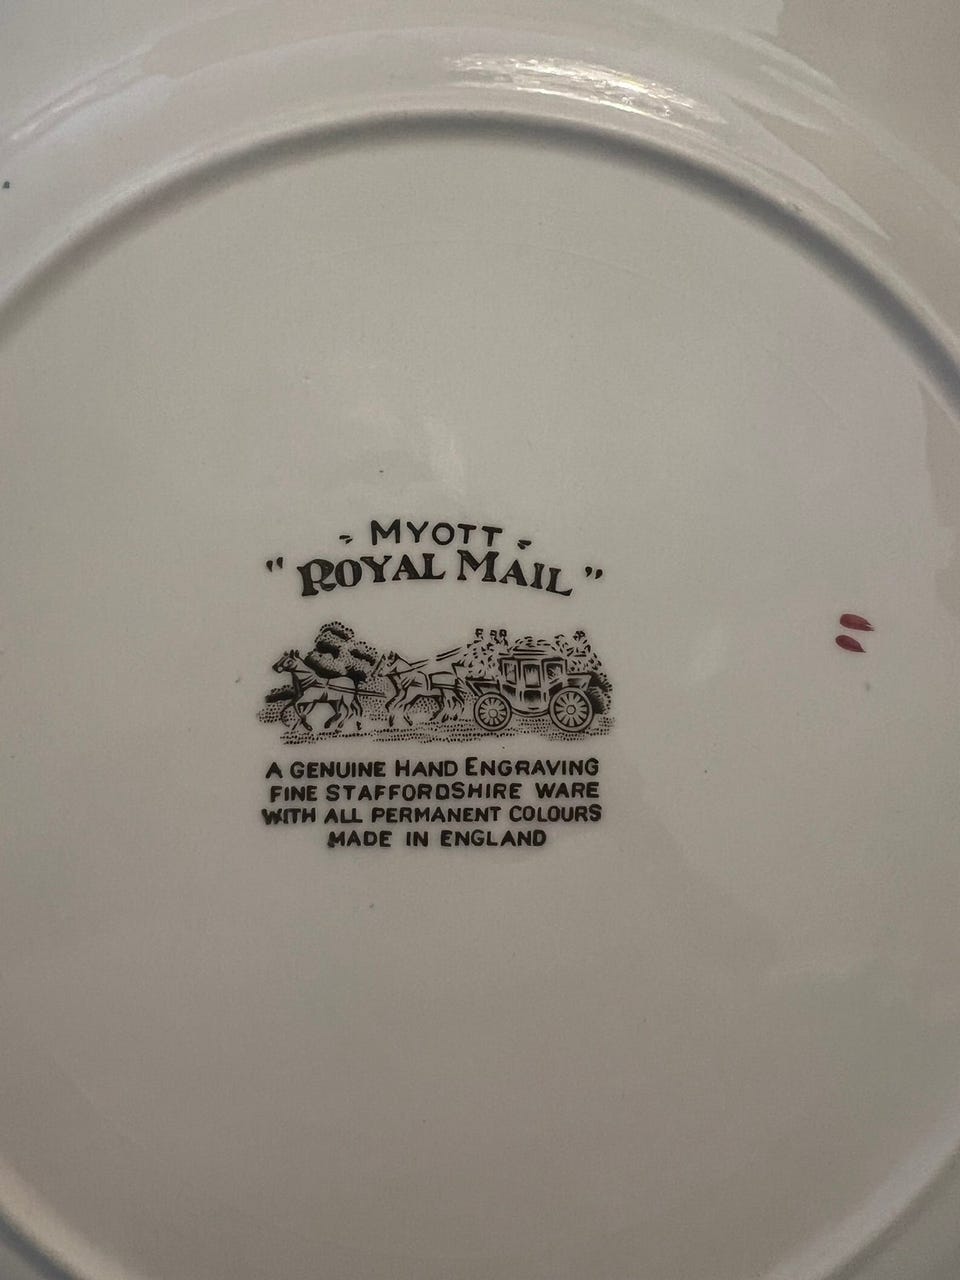 - MYOTT -
"ROYAL MAIL"
A GENUINE HAND ENGRAVING
FINE STAFFORDSHIRE WARE
WITH ALL PERMANENT COLOURS
MADE IN ENGLAND